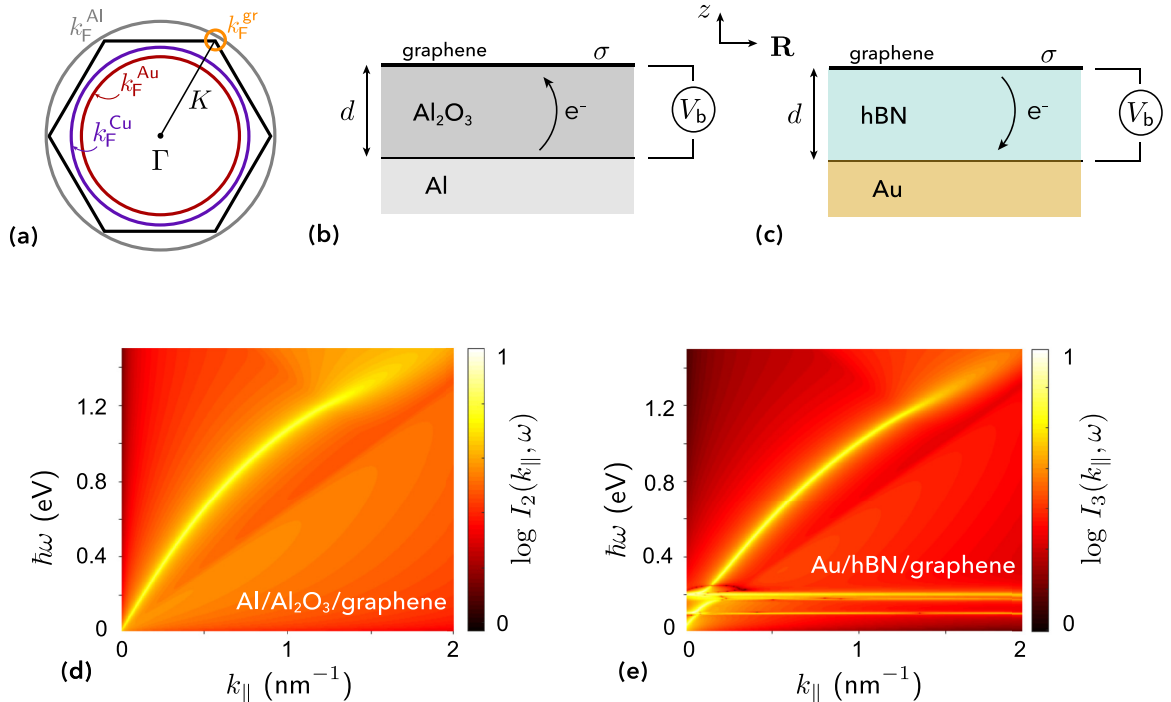 k_F^Al
k_F^gr
k_F^Au
K
k_F^Cu
Γ
(a)
graphene
σ
d
Al₂O₃
e⁻
V_b
Al
(b)
z
R
graphene
σ
d
hBN
e⁻
V_b
Au
(c)
ħω (eV)
1.2
0.8
0.4
0
0
1
2
k_∥ (nm⁻¹)
Al/Al₂O₃/graphene
1
0
log I₂(k_∥, ω)
(d)
ħω (eV)
1.2
0.8
0.4
0
0
1
2
k_∥ (nm⁻¹)
Au/hBN/graphene
1
0
log I₃(k_∥, ω)
(e)